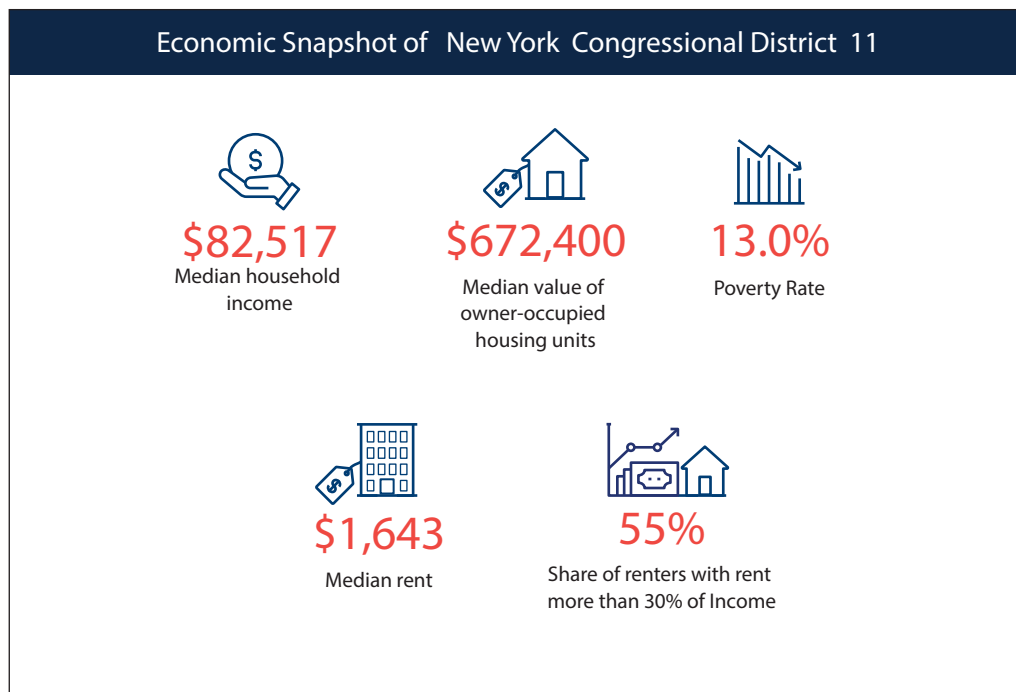 Economic Snapshot of New York Congressional District 11
$
$
$82,517
Median household
income
$672,400
Median value of
owner-occupied
housing units
13.0%
Poverty Rate
$
$1,643
Median rent
55%
Share of renters with rent
more than 30% of Income